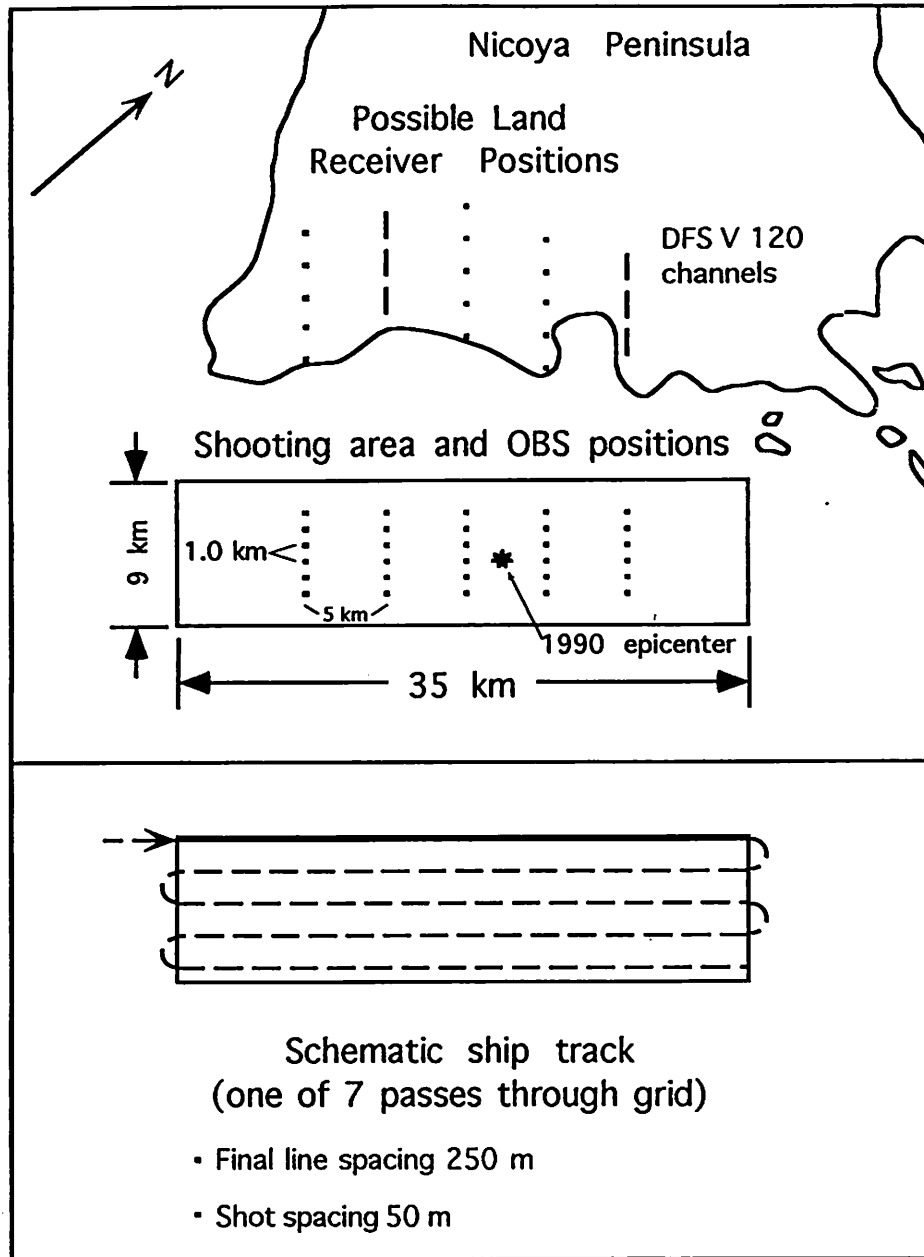 Nicoya Peninsula
N
Possible Land
Receiver Positions
DFS V 120
channels
Shooting area and OBS positions
9 km
1.0 km
5 km
1990 epicenter
35 km
Schematic ship track
(one of 7 passes through grid)
▪ Final line spacing 250 m
▪ Shot spacing 50 m